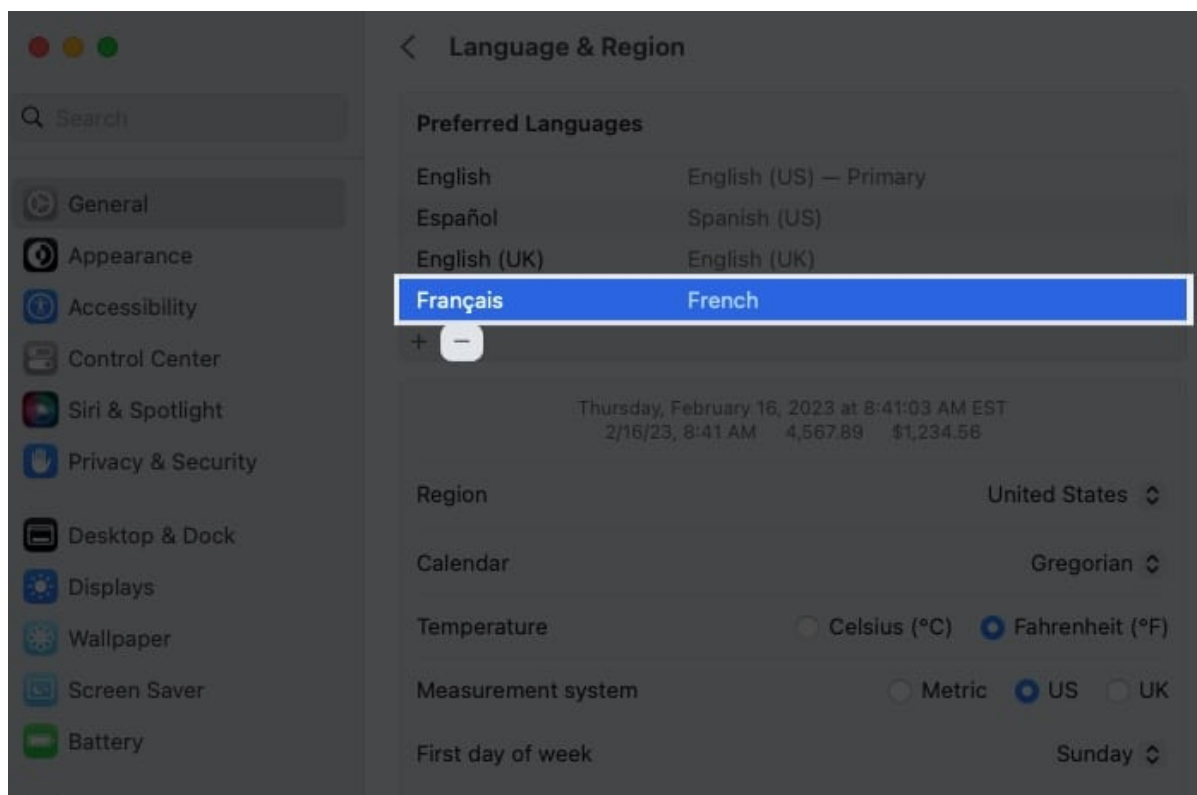 Language & Region
Search
General
Appearance
Accessibility
Control Center
Siri & Spotlight
Privacy & Security
Desktop & Dock
Displays
Wallpaper
Screen Saver
Battery
Preferred Languages
English English (US) — Primary
Español Spanish (US)
English (UK) English (UK)
Français French
+ −
Thursday, February 16, 2023 at 8:41:03 AM EST
2/16/23, 8:41 AM 4,567.89 $1,234.56
Region United States
Calendar Gregorian
Temperature Celsius (°C) Fahrenheit (°F)
Measurement system Metric US UK
First day of week Sunday